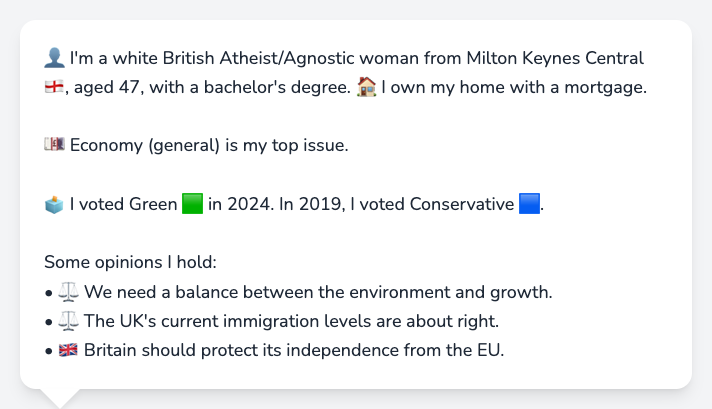 👤 I'm a white British Atheist/Agnostic woman from Milton Keynes Central
🏴󠁧󠁢󠁥󠁮󠁧󠁿, aged 47, with a bachelor's degree. 🏠 I own my home with a mortgage.
💷 Economy (general) is my top issue.
🗳️ I voted Green 🟩 in 2024. In 2019, I voted Conservative 🟦.
Some opinions I hold:
• ⚖️ We need a balance between the environment and growth.
• ⚖️ The UK's current immigration levels are about right.
• 🇬🇧 Britain should protect its independence from the EU.